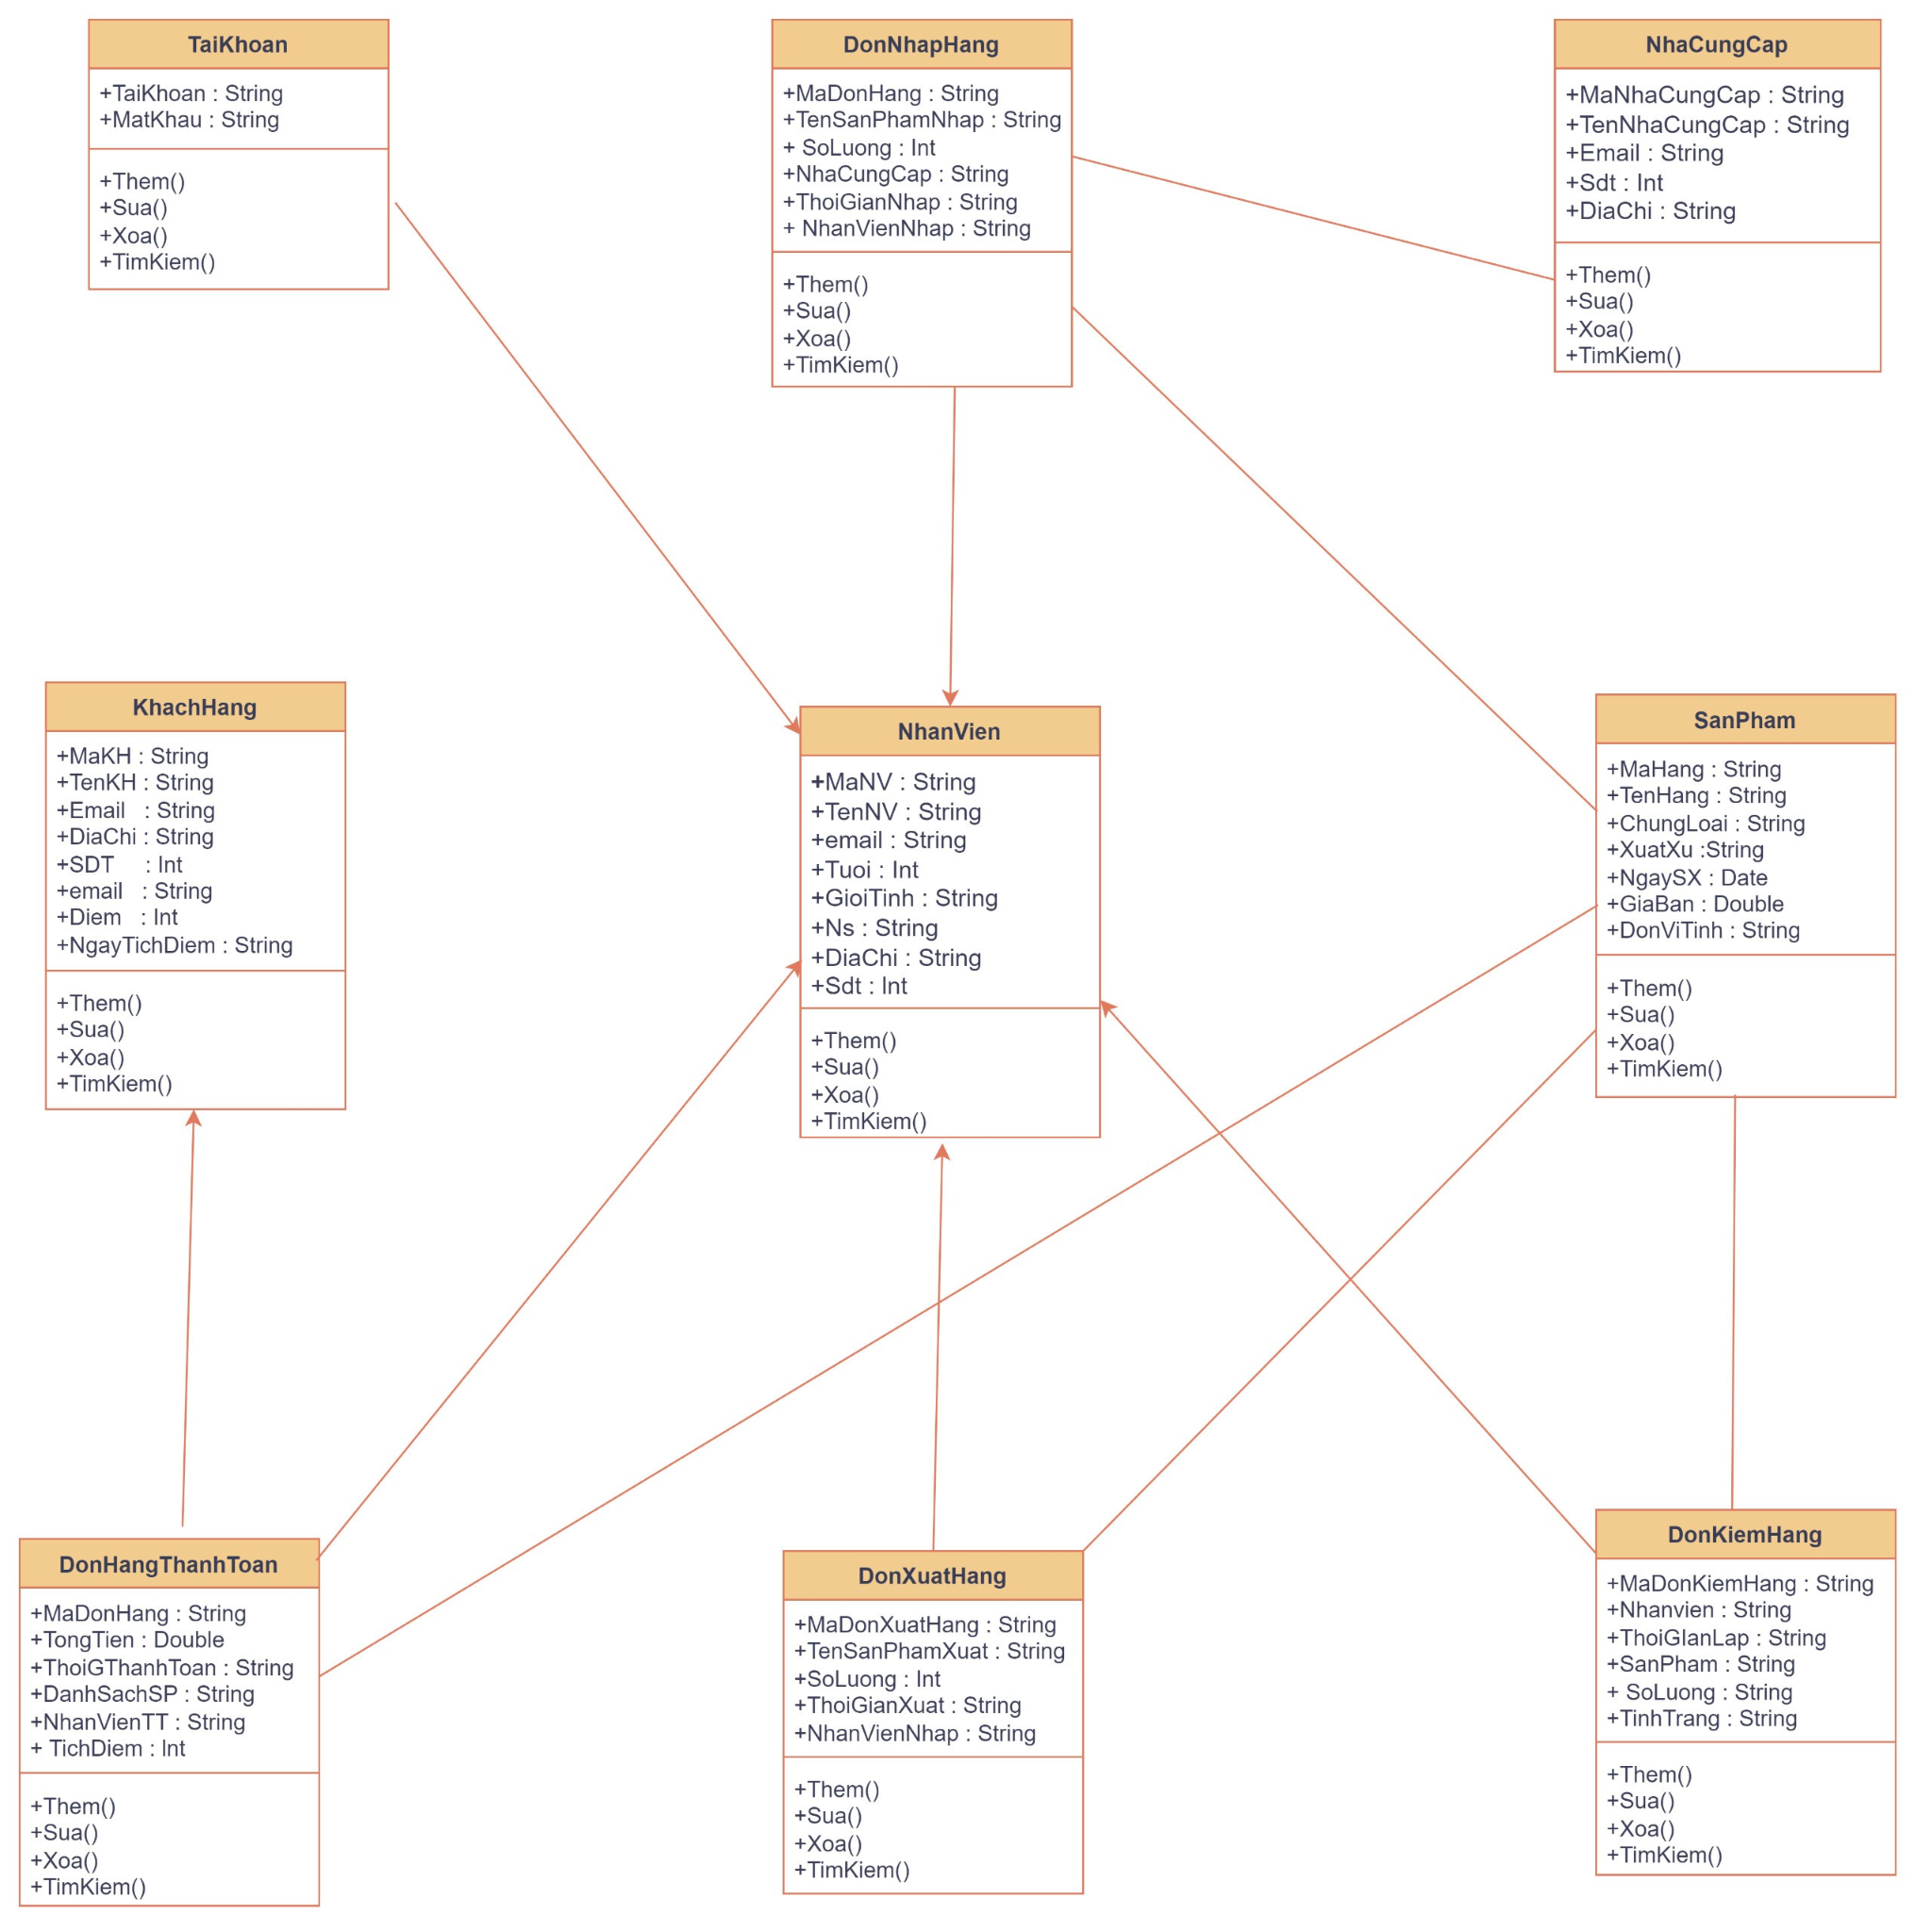 TaiKhoan
+TaiKhoan : String
+MatKhau : String
+Them()
+Sua()
+Xoa()
+TimKiem()
DonNhapHang
+MaDonHang : String
+TenSanPhamNhap : String
+ SoLuong : Int
+NhaCungCap : String
+ThoiGianNhap : String
+ NhanVienNhap : String
+Them()
+Sua()
+Xoa()
+TimKiem()
NhaCungCap
+MaNhaCungCap : String
+TenNhaCungCap : String
+Email : String
+Sdt : Int
+DiaChi : String
+Them()
+Sua()
+Xoa()
+TimKiem()
KhachHang
+MaKH : String
+TenKH : String
+Email : String
+DiaChi : String
+SDT : Int
+email : String
+Diem : Int
+NgayTichDiem : String
+Them()
+Sua()
+Xoa()
+TimKiem()
NhanVien
+MaNV : String
+TenNV : String
+email : String
+Tuoi : Int
+GioiTinh : String
+Ns : String
+DiaChi : String
+Sdt : Int
+Them()
+Sua()
+Xoa()
+TimKiem()
SanPham
+MaHang : String
+TenHang : String
+ChungLoai : String
+XuatXu :String
+NgaySX : Date
+GiaBan : Double
+DonViTinh : String
+Them()
+Sua()
+Xoa()
+TimKiem()
DonHangThanhToan
+MaDonHang : String
+TongTien : Double
+ThoiGThanhToan : String
+DanhSachSP : String
+NhanVienTT : String
+ TichDiem : Int
+Them()
+Sua()
+Xoa()
+TimKiem()
DonXuatHang
+MaDonXuatHang : String
+TenSanPhamXuat : String
+SoLuong : Int
+ThoiGianXuat : String
+NhanVienNhap : String
+Them()
+Sua()
+Xoa()
+TimKiem()
DonKiemHang
+MaDonKiemHang : String
+Nhanvien : String
+ThoiGIanLap : String
+SanPham : String
+ SoLuong : String
+TinhTrang : String
+Them()
+Sua()
+Xoa()
+TimKiem()